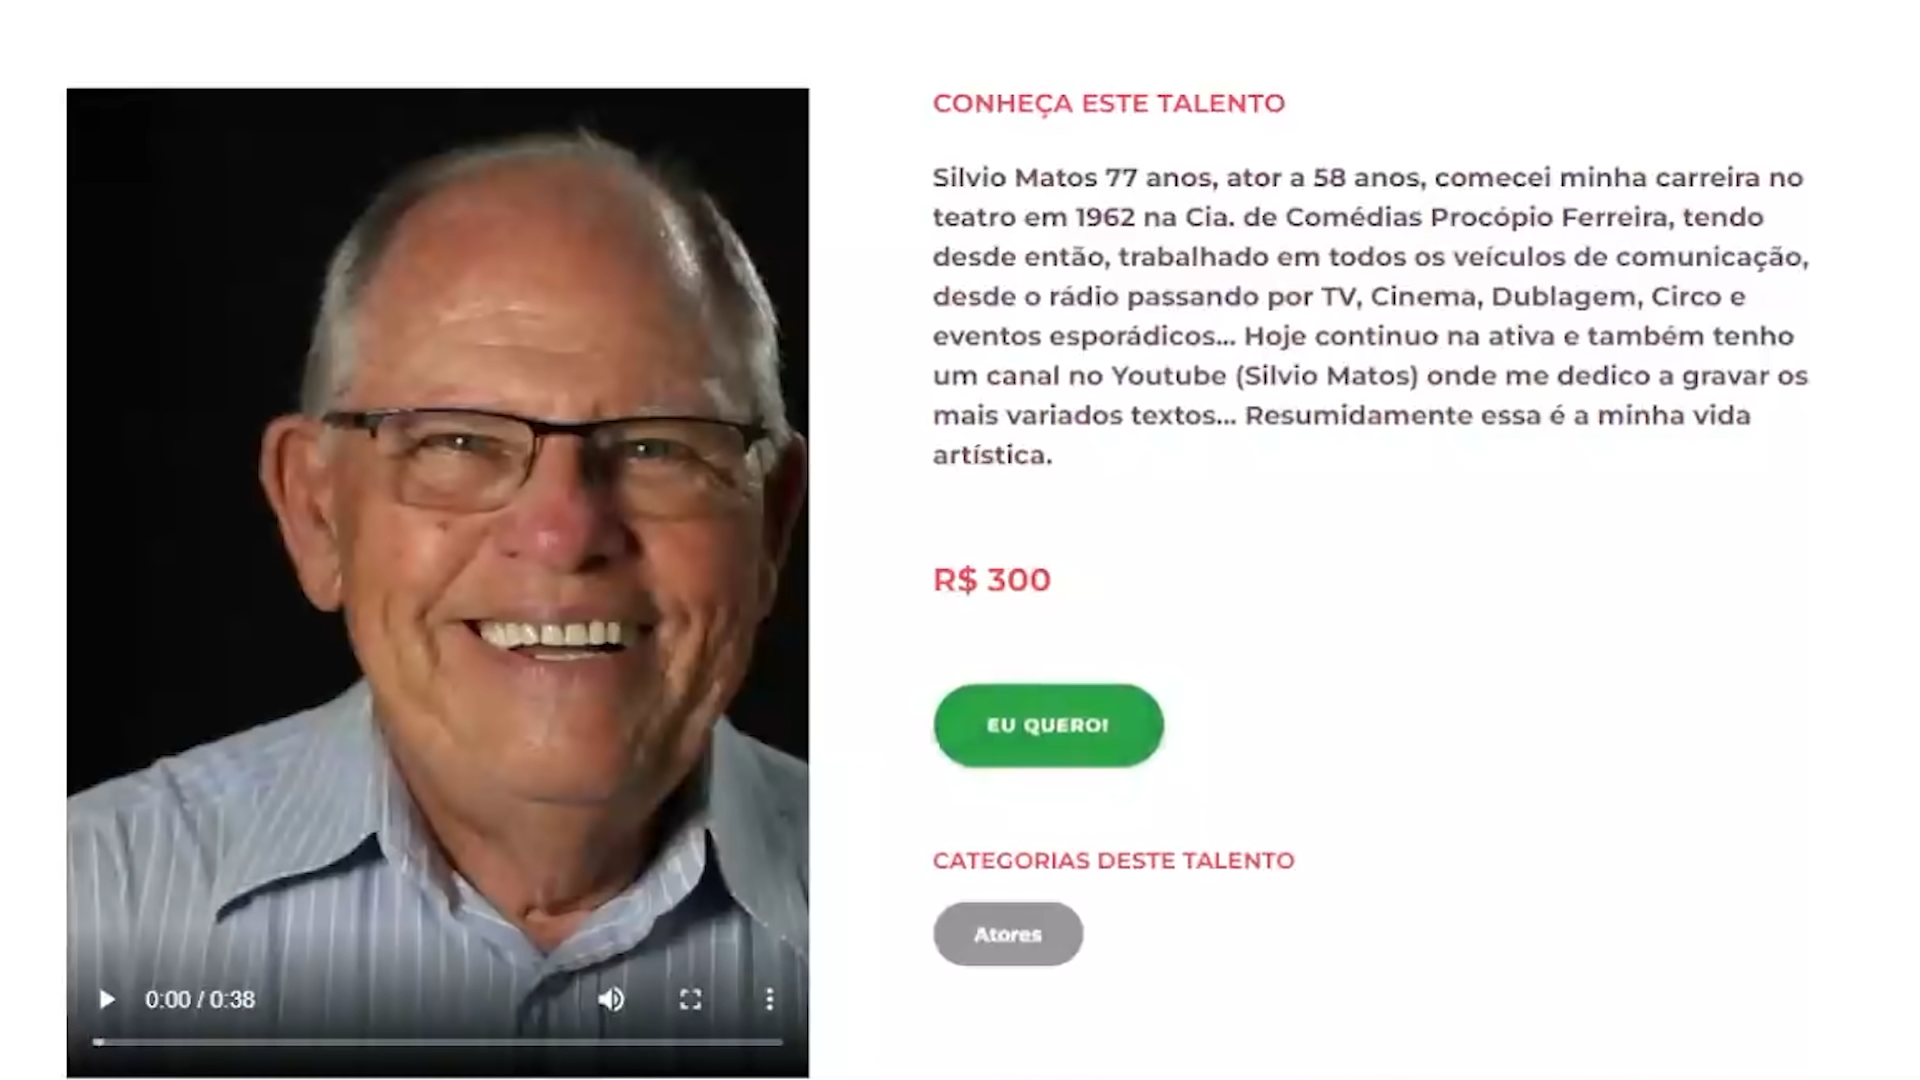 CONHEÇA ESTE TALENTO
Silvio Matos 77 anos, ator a 58 anos, comecei minha carreira no
teatro em 1962 na Cia. de Comédias Procópio Ferreira, tendo
desde então, trabalhado em todos os veículos de comunicação,
desde o rádio passando por TV, Cinema, Dublagem, Circo e
eventos esporádicos... Hoje continuo na ativa e também tenho
um canal no Youtube (Silvio Matos) onde me dedico a gravar os
mais variados textos... Resumidamente essa é a minha vida
artística.
R$ 300
EU QUERO!
CATEGORIAS DESTE TALENTO
Atores
0:00 / 0:38